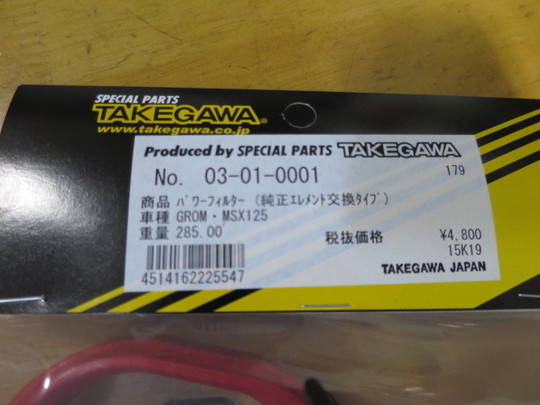 SPECIAL PARTS
TAKEGAWA®
www.takegawa.co.jp
Produced by SPECIAL PARTS TAKEGAWA
No. 03-01-0001 179
商品 ﾊﾟﾜｰﾌｨﾙﾀｰ (純正ｴﾚﾒﾝﾄ交換ﾀｲﾌﾟ)
車種 GROM・MSX125
重量 285.00 税抜価格 ¥4,800
15K19
4514162225547 TAKEGAWA JAPAN